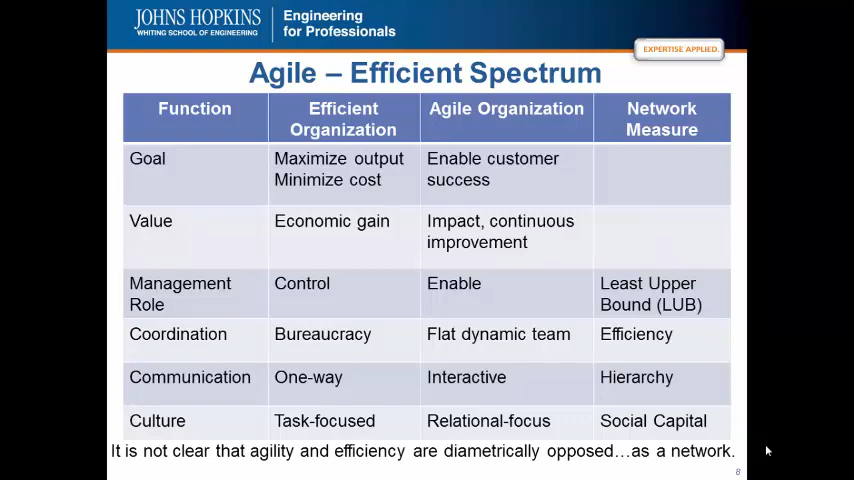 JOHNS HOPKINS
WHITING SCHOOL OF ENGINEERING
Engineering
for Professionals
EXPERTISE APPLIED.
Agile – Efficient Spectrum
Function
Efficient
Organization
Agile Organization
Network
Measure
Goal
Maximize output
Minimize cost
Enable customer
success
Value
Economic gain
Impact, continuous
improvement
Management
Role
Control
Enable
Least Upper
Bound (LUB)
Coordination
Bureaucracy
Flat dynamic team
Efficiency
Communication
One-way
Interactive
Hierarchy
Culture
Task-focused
Relational-focus
Social Capital
It is not clear that agility and efficiency are diametrically opposed…as a network.
8